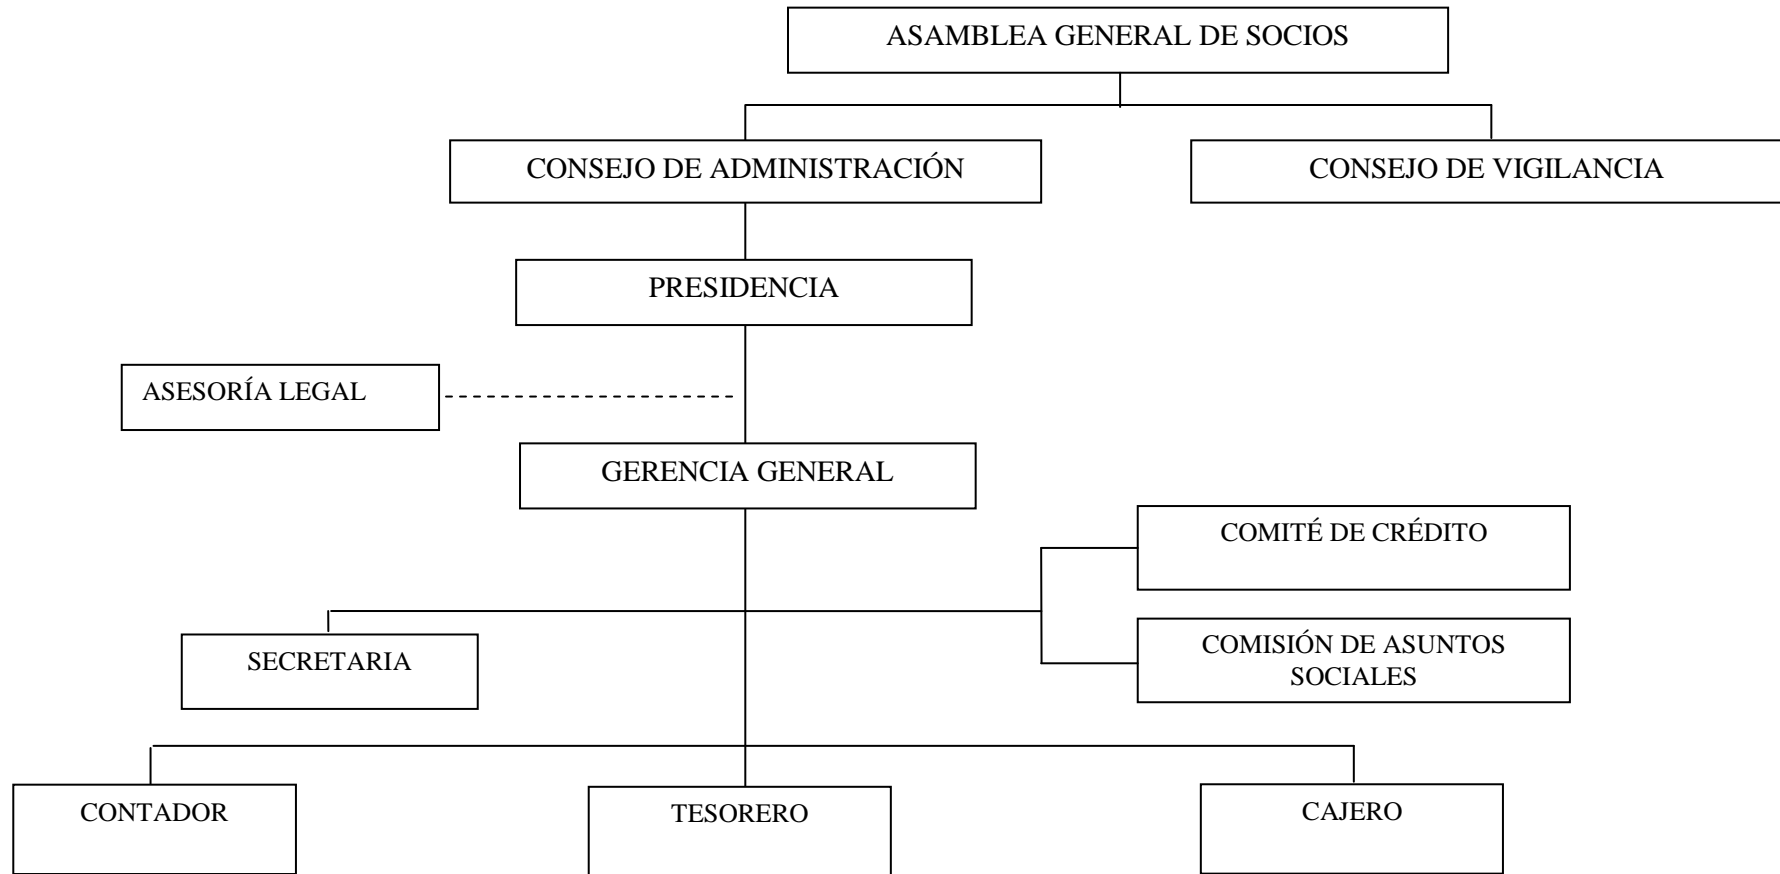 ASAMBLEA GENERAL DE SOCIOS
CONSEJO DE ADMINISTRACIÓN
CONSEJO DE VIGILANCIA
PRESIDENCIA
ASESORÍA LEGAL
GERENCIA GENERAL
COMITÉ DE CRÉDITO
SECRETARIA
COMISIÓN DE ASUNTOS
SOCIALES
CONTADOR
TESORERO
CAJERO